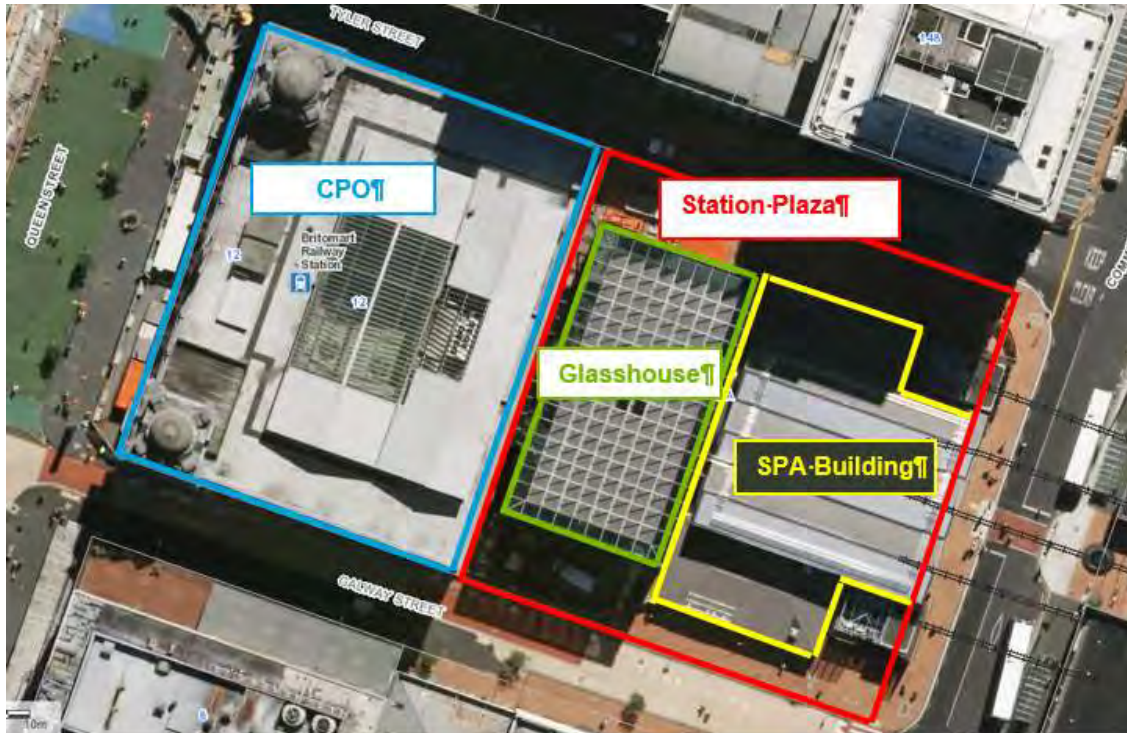 TYLER STREET
148
QUEEN STREET
CPO¶
Station·Plaza¶
12
Britomart
Railway
Station
12
Glasshouse¶
SPA·Building¶
GALWAY STREET
6
10m